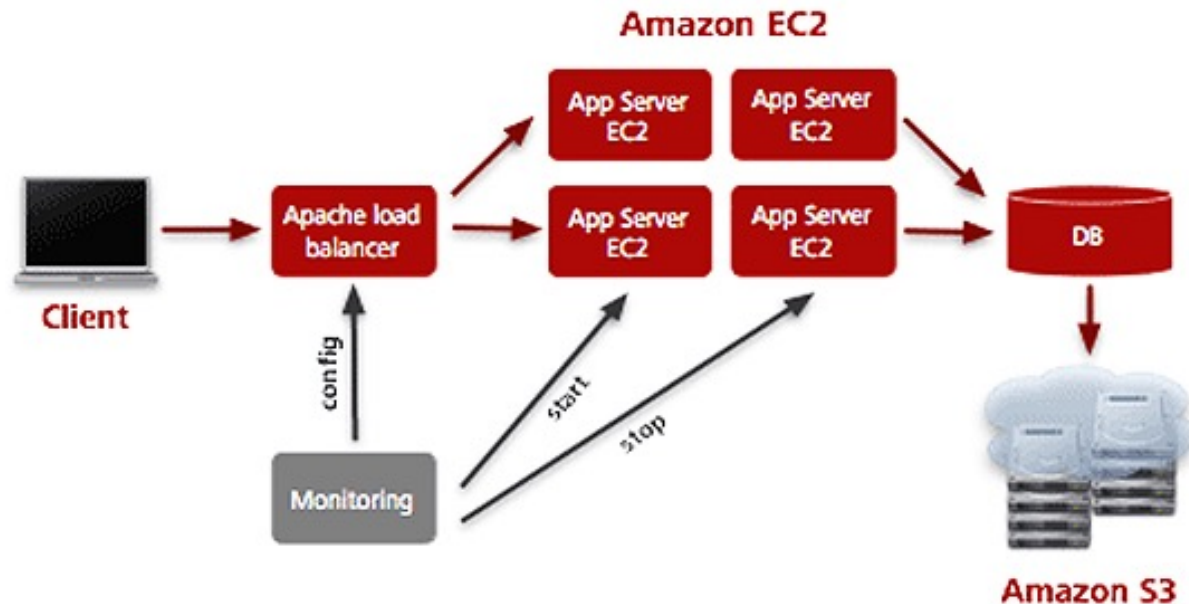 Amazon EC2
App Server
EC2
App Server
EC2
Apache load
balancer
App Server
EC2
App Server
EC2
DB
Client
config
start
stop
Monitoring
Amazon S3